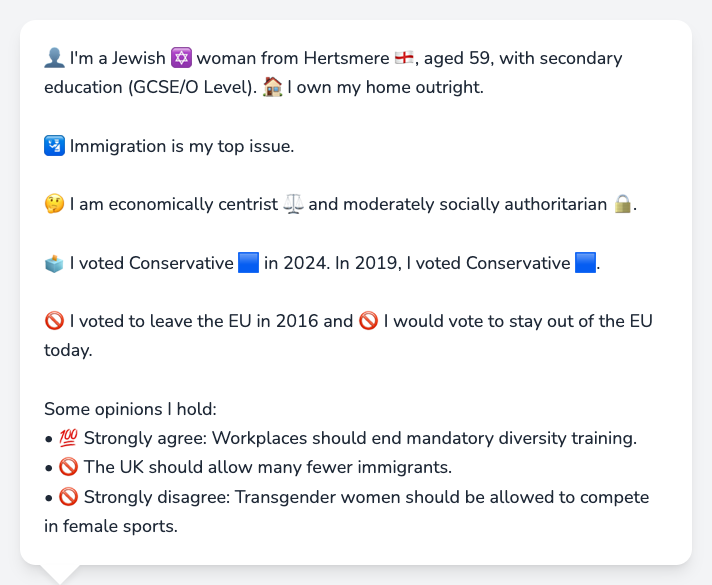 👤 I'm a Jewish ✡️ woman from Hertsmere 🏴󠁧󠁢󠁥󠁮󠁧󠁿, aged 59, with secondary
education (GCSE/O Level). 🏠 I own my home outright.
🛂 Immigration is my top issue.
🤔 I am economically centrist ⚖️ and moderately socially authoritarian 🔒.
🗳️ I voted Conservative 🟦 in 2024. In 2019, I voted Conservative 🟦.
🚫 I voted to leave the EU in 2016 and 🚫 I would vote to stay out of the EU
today.
Some opinions I hold:
• 💯 Strongly agree: Workplaces should end mandatory diversity training.
• 🚫 The UK should allow many fewer immigrants.
• 🚫 Strongly disagree: Transgender women should be allowed to compete
in female sports.